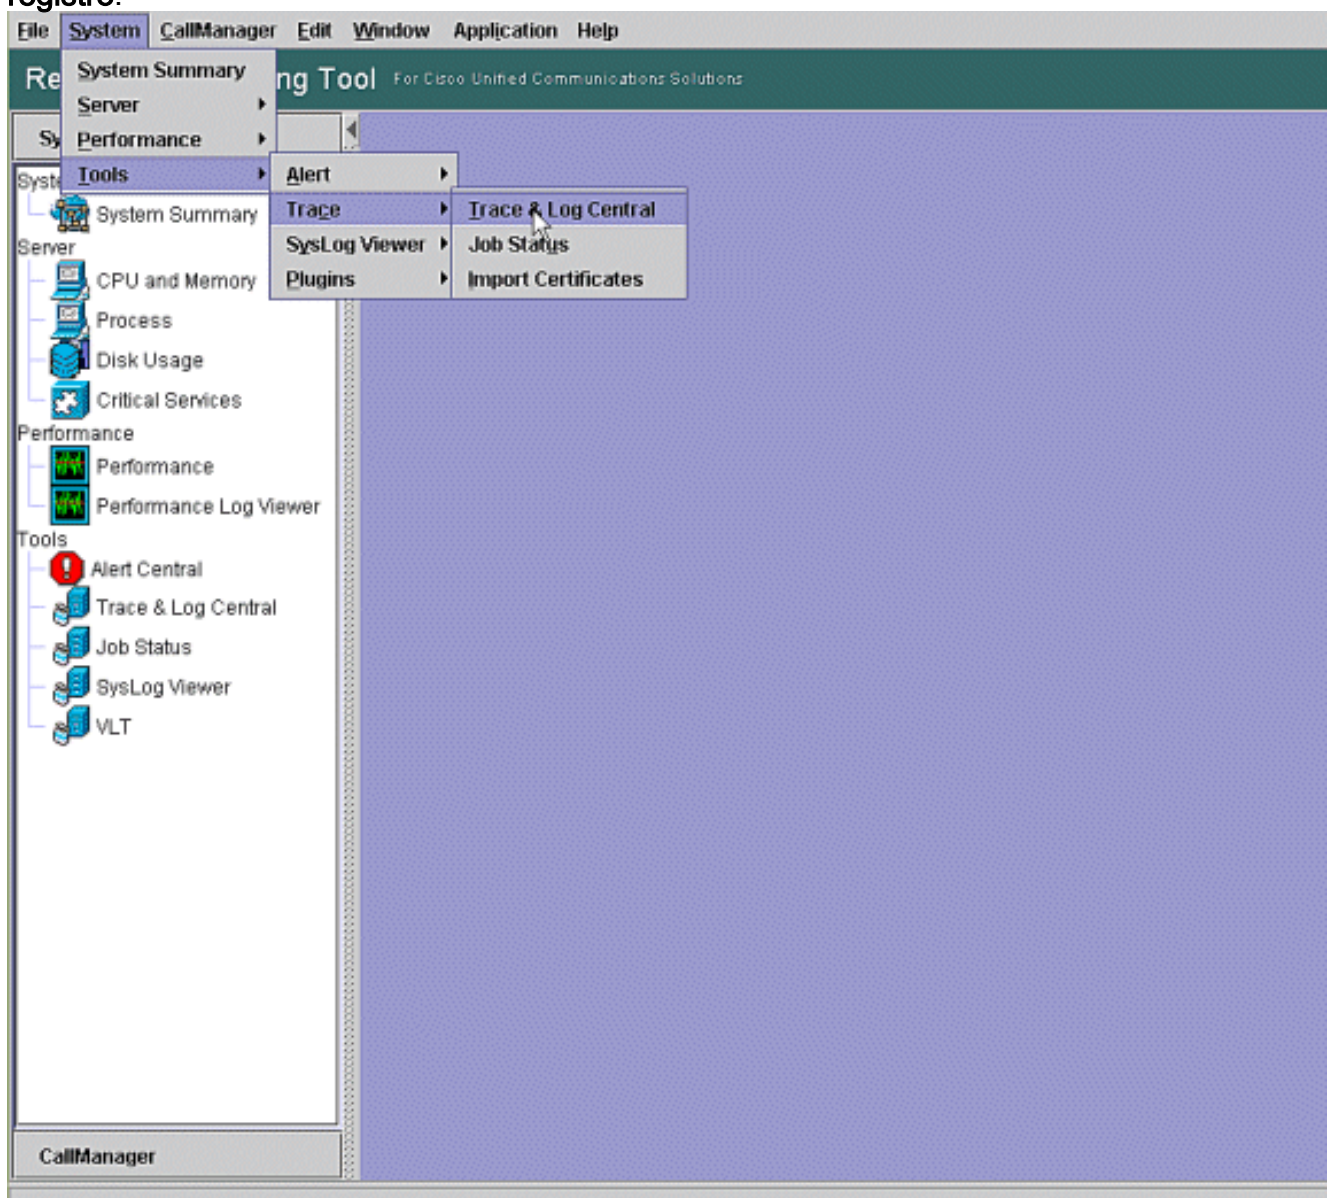 registro.
File System CallManager Edit Window Application Help
ng Tool For Cisco Unified Communications Solutions
System Summary
Server
Performance
Tools
Alert
Trace
SysLog Viewer
Plugins
Trace & Log Central
Job Status
Import Certificates
System Summary
Server
CPU and Memory
Process
Disk Usage
Critical Services
Performance
Performance
Performance Log Viewer
Tools
Alert Central
Trace & Log Central
Job Status
SysLog Viewer
VLT
CallManager